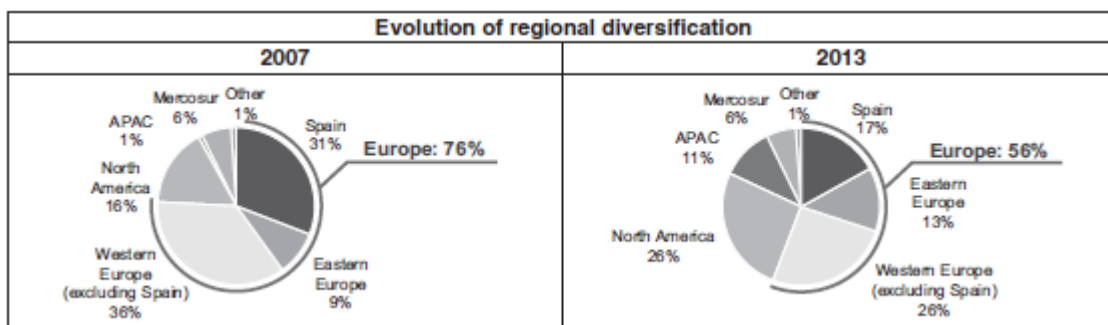 Evolution of regional diversification
2007
2013
Mercosur
6%
Other
1%
APAC
1%
Spain
31%
Europe: 76%
North
America
16%
Western
Europe
(excluding Spain)
36%
Eastern
Europe
9%
Mercosur
6%
Other
1%
Spain
17%
APAC
11%
Europe: 56%
Eastern
Europe
13%
North America
26%
Western Europe
(excluding Spain)
26%